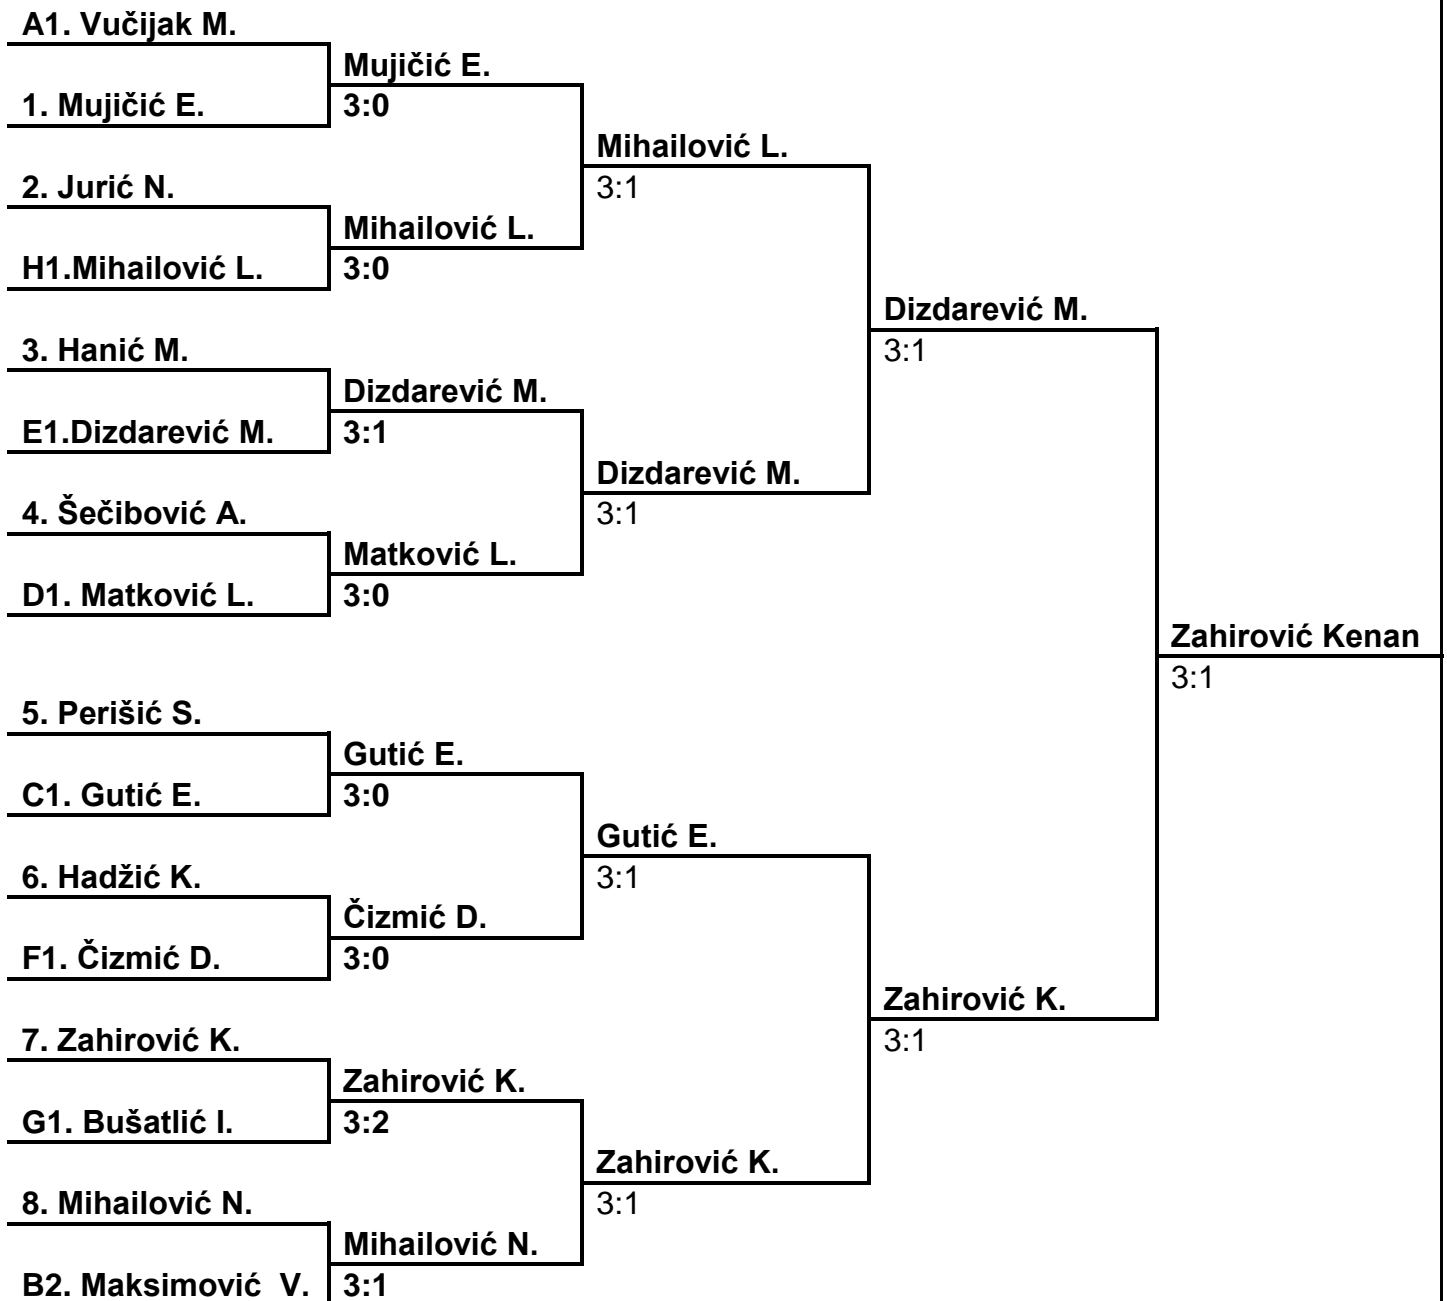 A1. Vučijak M.
Mujičić E.
1. Mujičić E.
3:0
Mihailović L.
2. Jurić N.
3:1
Mihailović L.
H1.Mihailović L.
3:0
Dizdarević M.
3. Hanić M.
3:1
Dizdarević M.
E1.Dizdarević M.
3:1
Dizdarević M.
4. Šečibović A.
3:1
Matković L.
D1. Matković L.
3:0
Zahirović Kenan
3:1
5. Perišić S.
Gutić E.
C1. Gutić E.
3:0
Gutić E.
6. Hadžić K.
3:1
Čizmić D.
F1. Čizmić D.
3:0
Zahirović K.
7. Zahirović K.
3:1
Zahirović K.
G1. Bušatlić I.
3:2
Zahirović K.
8. Mihailović N.
3:1
Mihailović N.
B2. Maksimović  V.
3:1